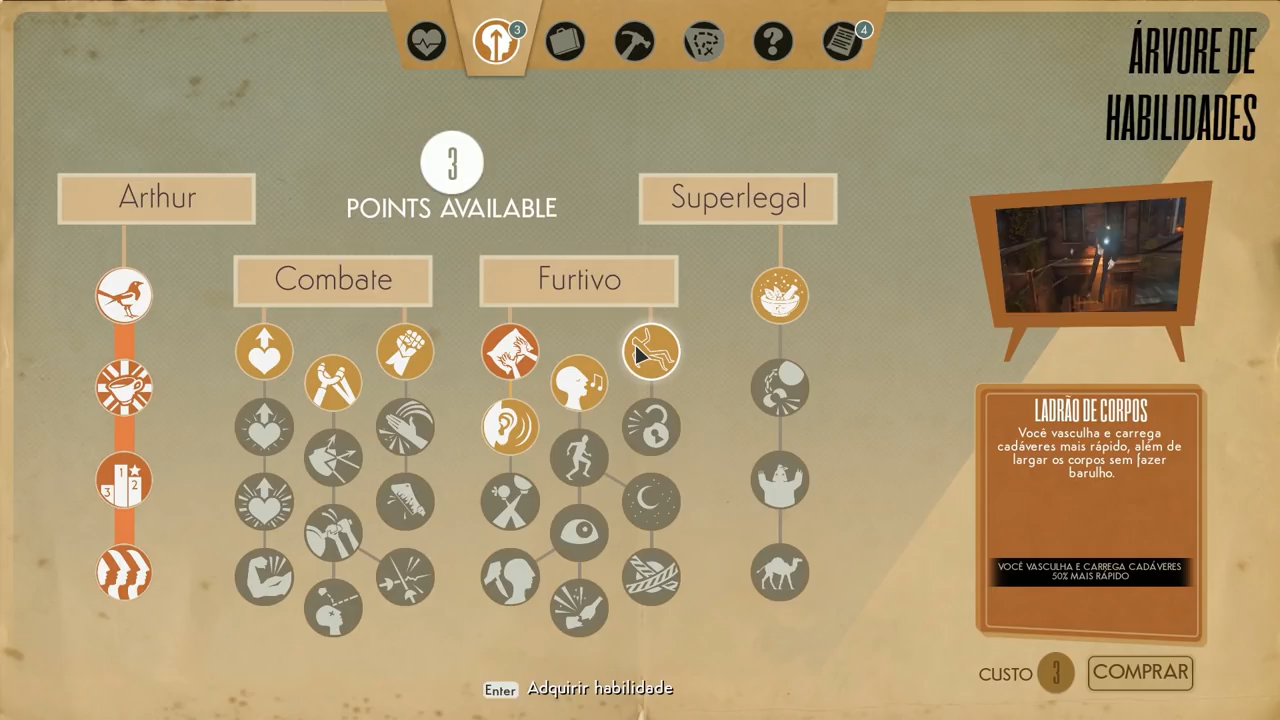 3
4
ÁRVORE DE
HABILIDADES
3
POINTS AVAILABLE
Arthur
Superlegal
Combate
Furtivo
1
2
3
LADRÃO DE CORPOS
Você vasculha e carrega
cadáveres mais rápido, além de
largar os corpos sem fazer
barulho.
VOCÊ VASCULHA E CARREGA CADÁVERES
50% MAIS RÁPIDO
CUSTO 3 COMPRAR
Enter Adquirir habilidade